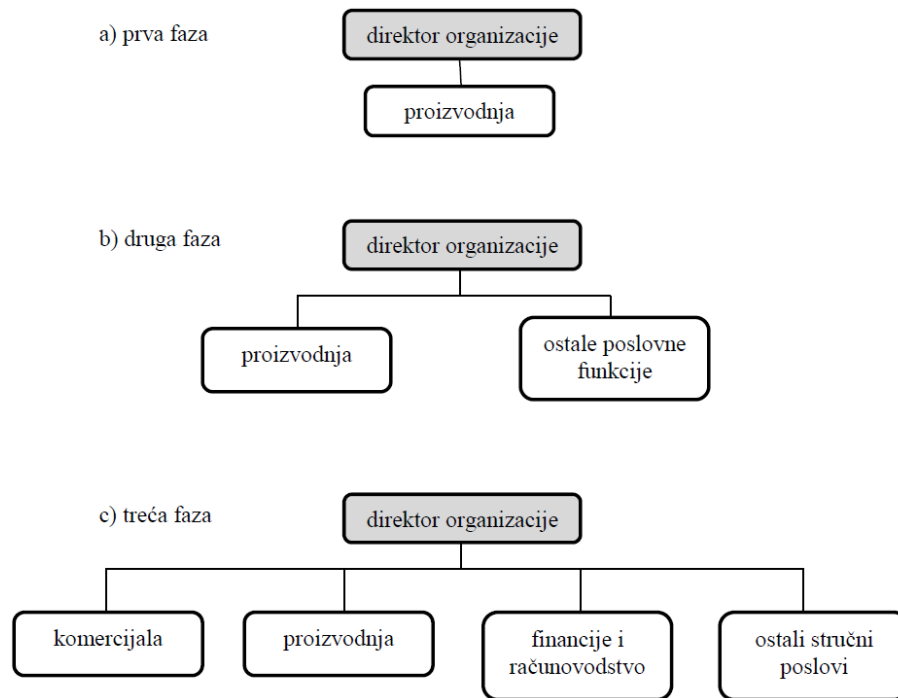 a) prva faza
direktor organizacije
proizvodnja
b) druga faza
direktor organizacije
proizvodnja
ostale poslovne
funkcije
c) treća faza
direktor organizacije
komercijala
proizvodnja
financije i
računovodstvo
ostali stručni
poslovi